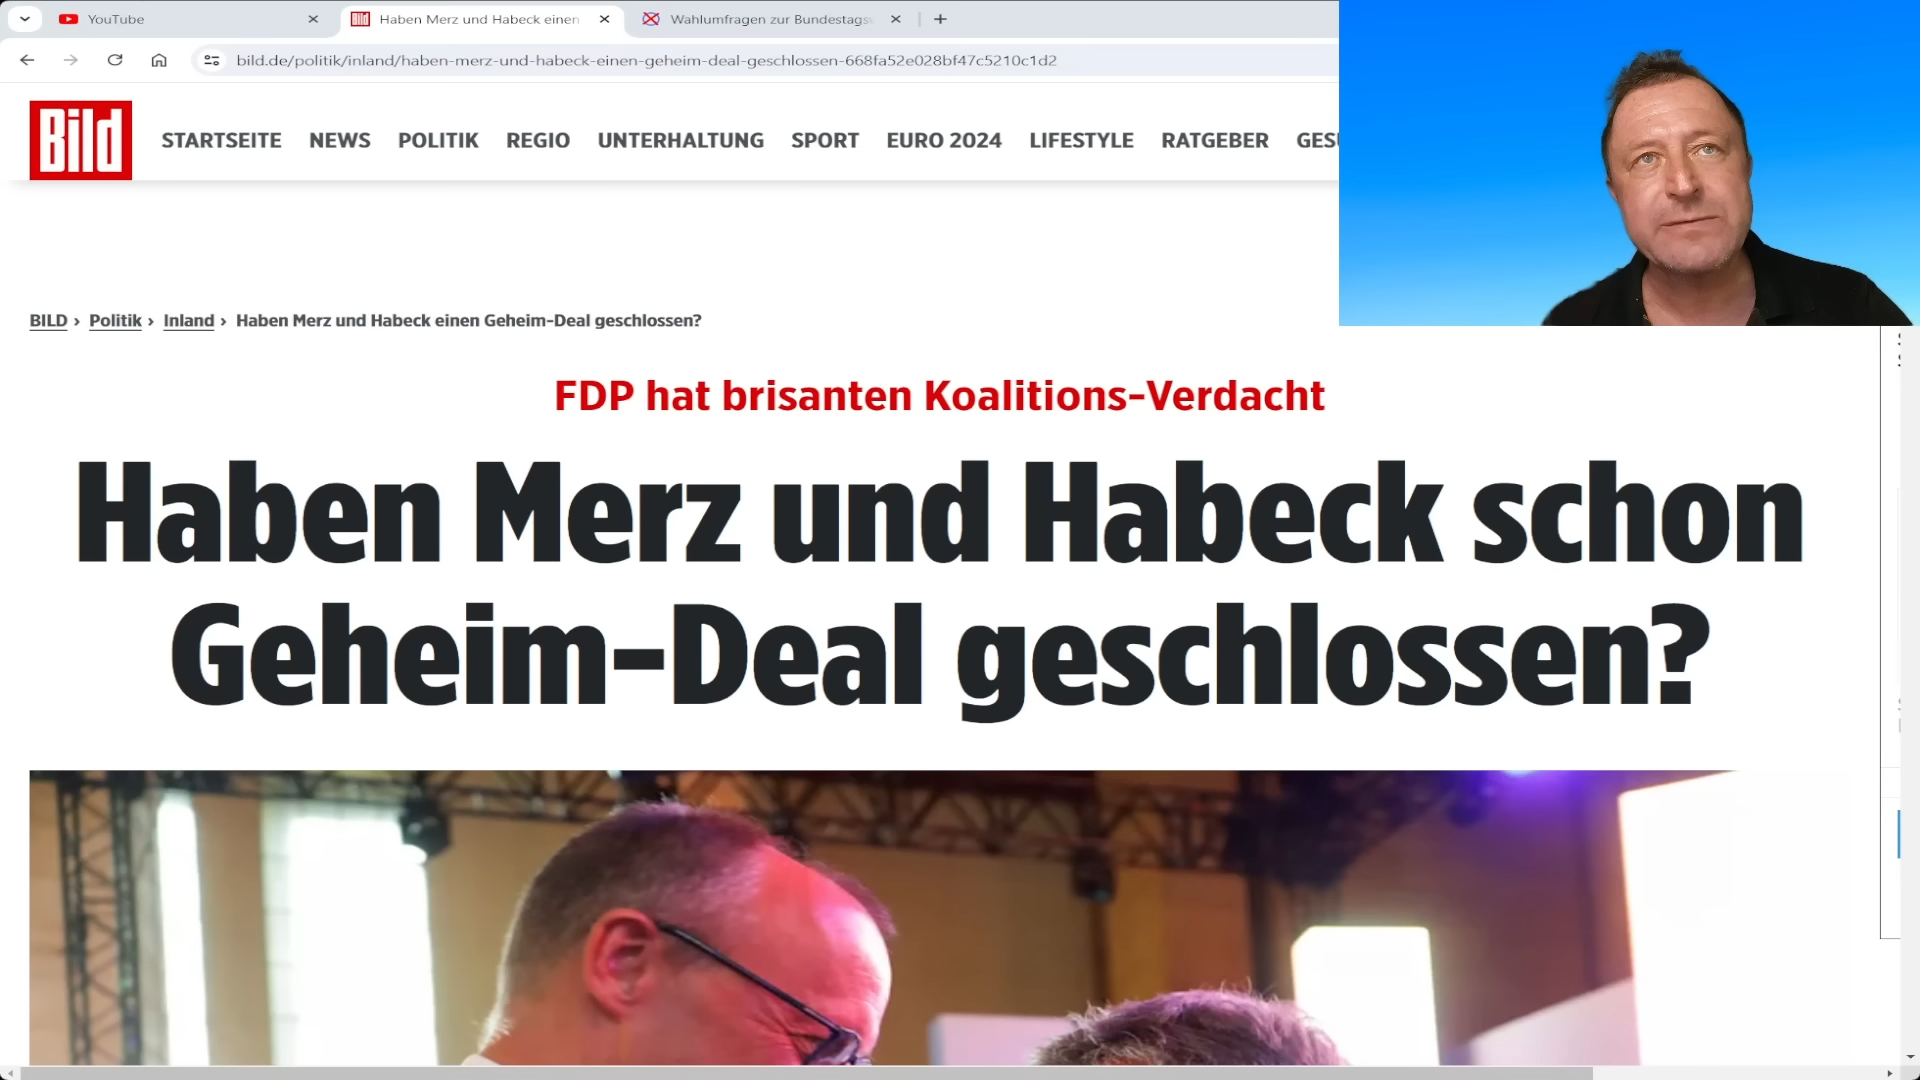 YouTube
Haben Merz und Habeck einen
Wahlumfragen zur Bundestagsw
bild.de/politik/inland/haben-merz-und-habeck-einen-geheim-deal-geschlossen-668fa52e028bf47c5210c1d2
Bild
STARTSEITE NEWS POLITIK REGIO UNTERHALTUNG SPORT EURO 2024 LIFESTYLE RATGEBER GESU
BILD › Politik › Inland › Haben Merz und Habeck einen Geheim-Deal geschlossen?
FDP hat brisanten Koalitions-Verdacht
Haben Merz und Habeck schon
Geheim-Deal geschlossen?